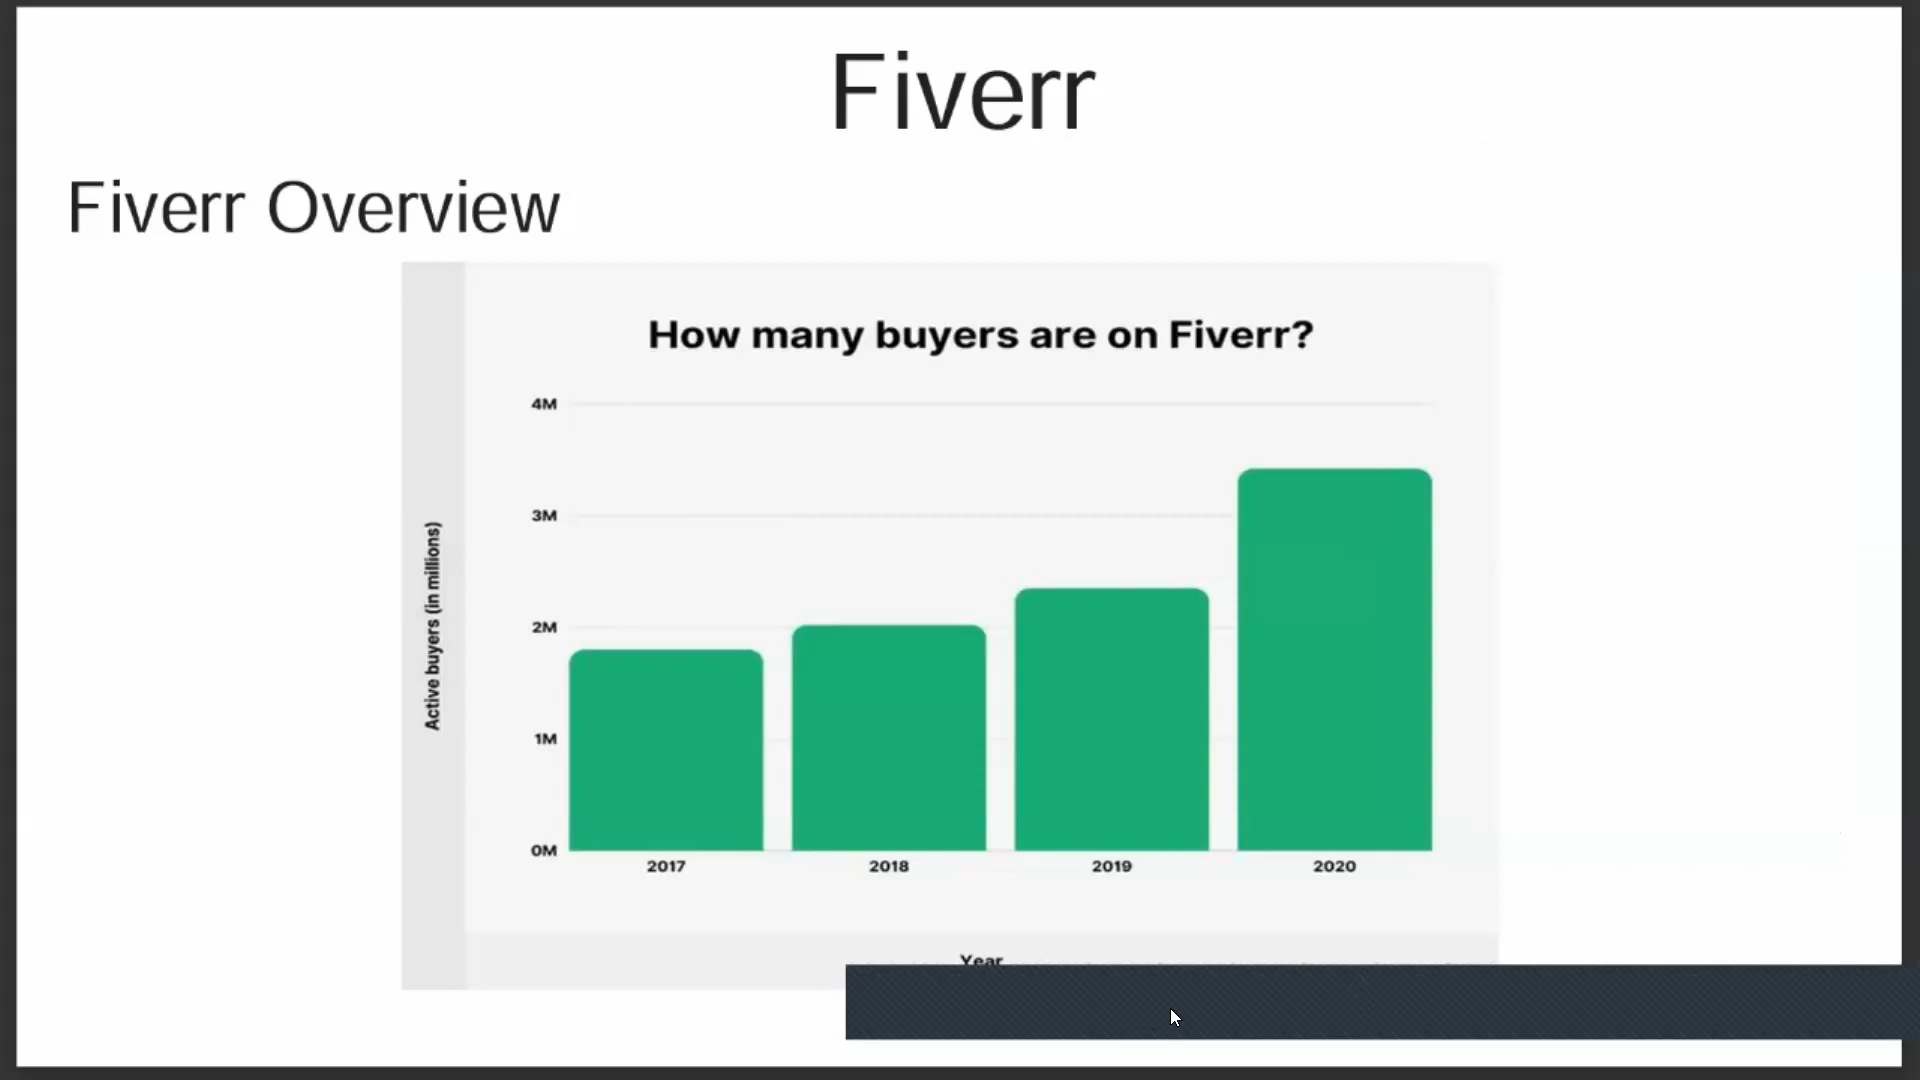 Fiverr
Fiverr Overview
How many buyers are on Fiverr?
4M
3M
2M
1M
0M
Active buyers (in millions)
2017 2018 2019 2020
Year